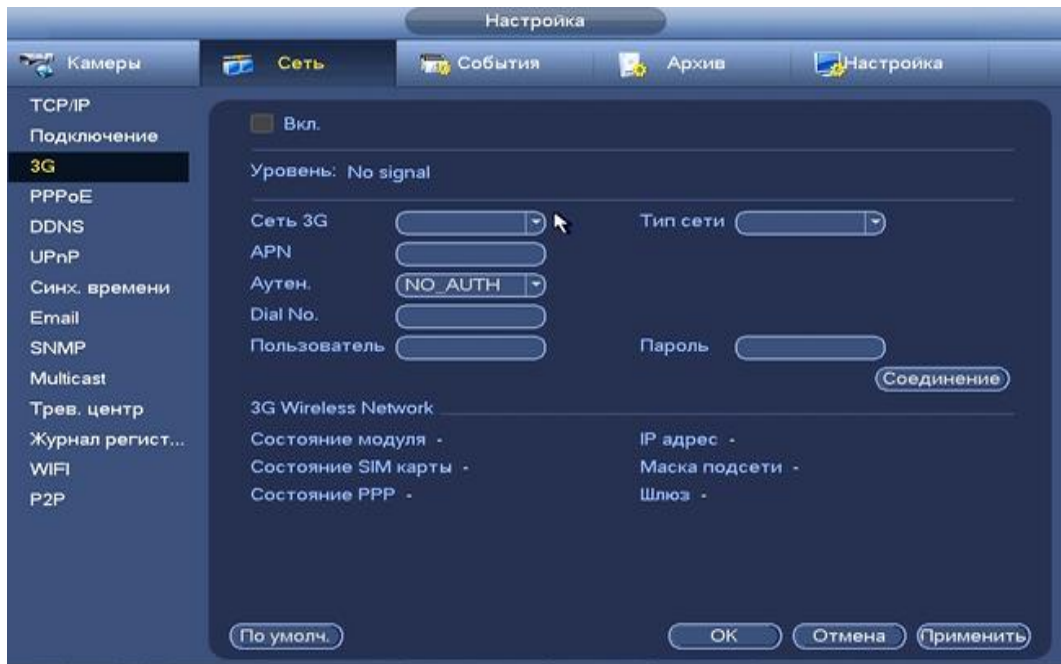 Настройка
Камеры Сеть События Архив Настройка
TCP/IP
Подключение
3G
PPPoE
DDNS
UPnP
Синх. времени
Email
SNMP
Multicast
Трев. центр
Журнал регист...
WIFI
P2P
Вкл.
Уровень: No signal
Сеть 3G Тип сети
APN
Аутен. NO_AUTH
Dial No.
Пользователь Пароль
Соединение
3G Wireless Network
Состояние модуля - IP адрес -
Состояние SIM карты - Маска подсети -
Состояние PPP - Шлюз -
По умолч. OK Отмена Применить